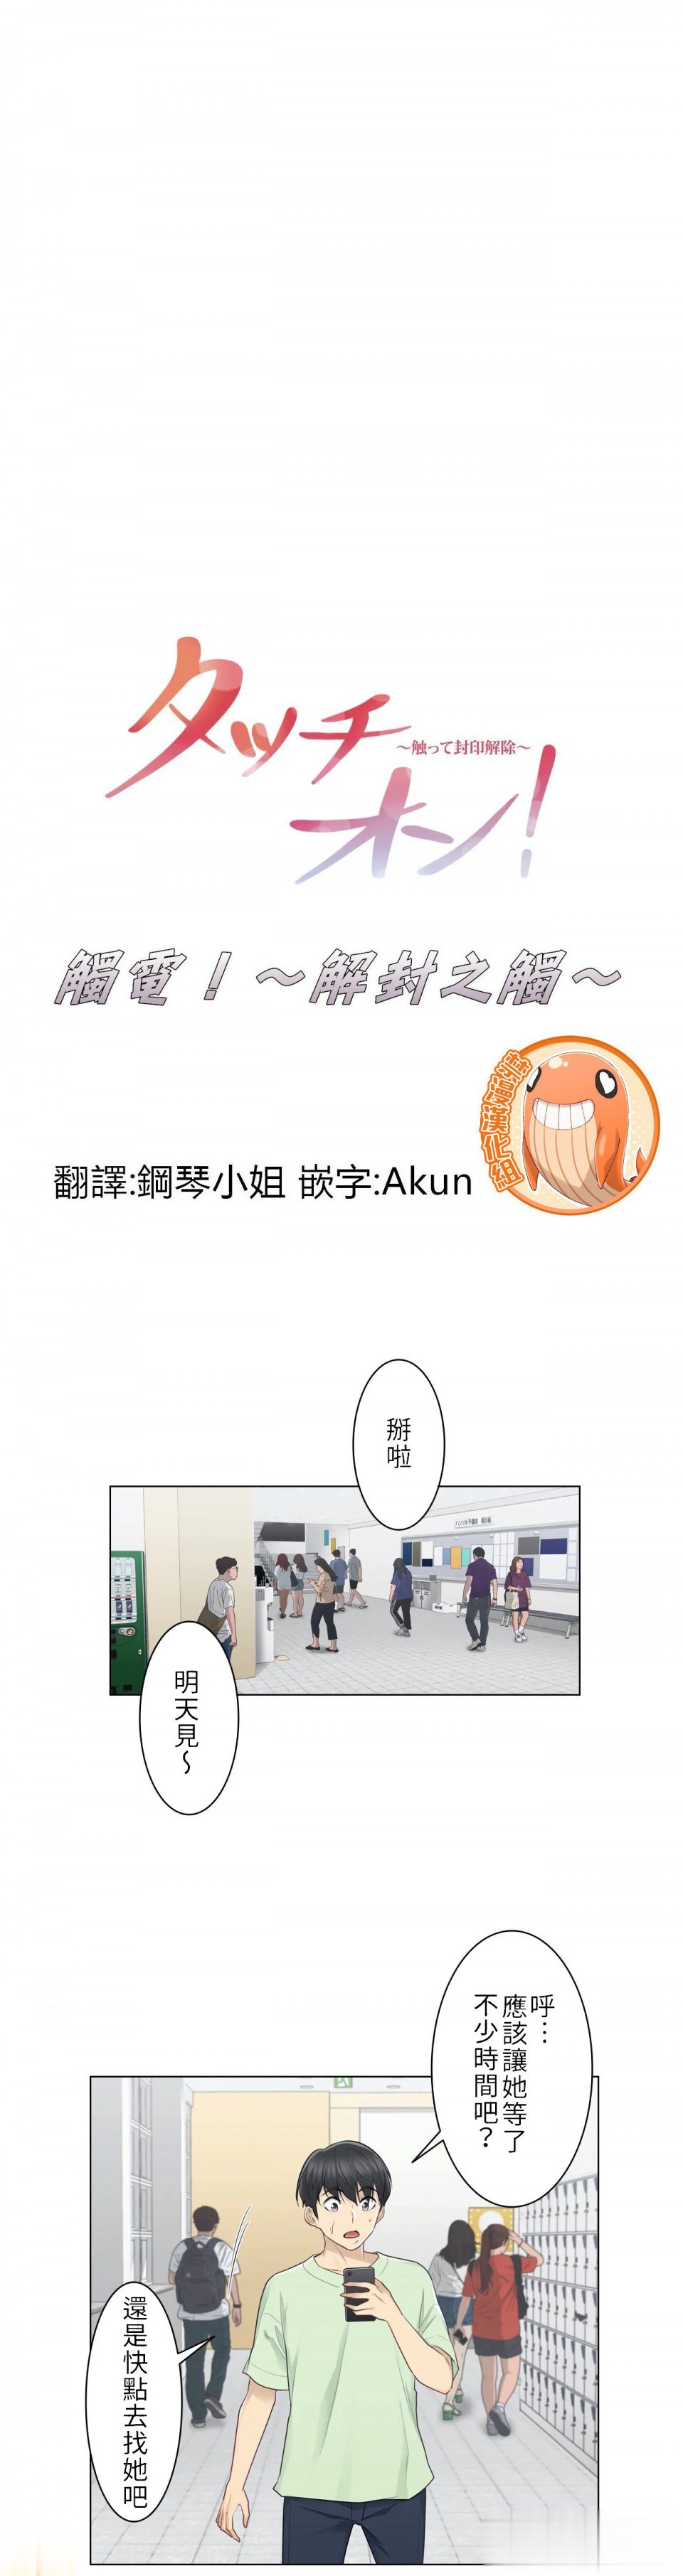 タッチ
～触って封印解除～
オン！
觸電！～解封之觸～
漫漢化組
翻譯:鋼琴小姐 嵌字:Akun
掰啦
明天見～
呼…
應該讓她等了
不少時間吧？
還是快點去找她吧